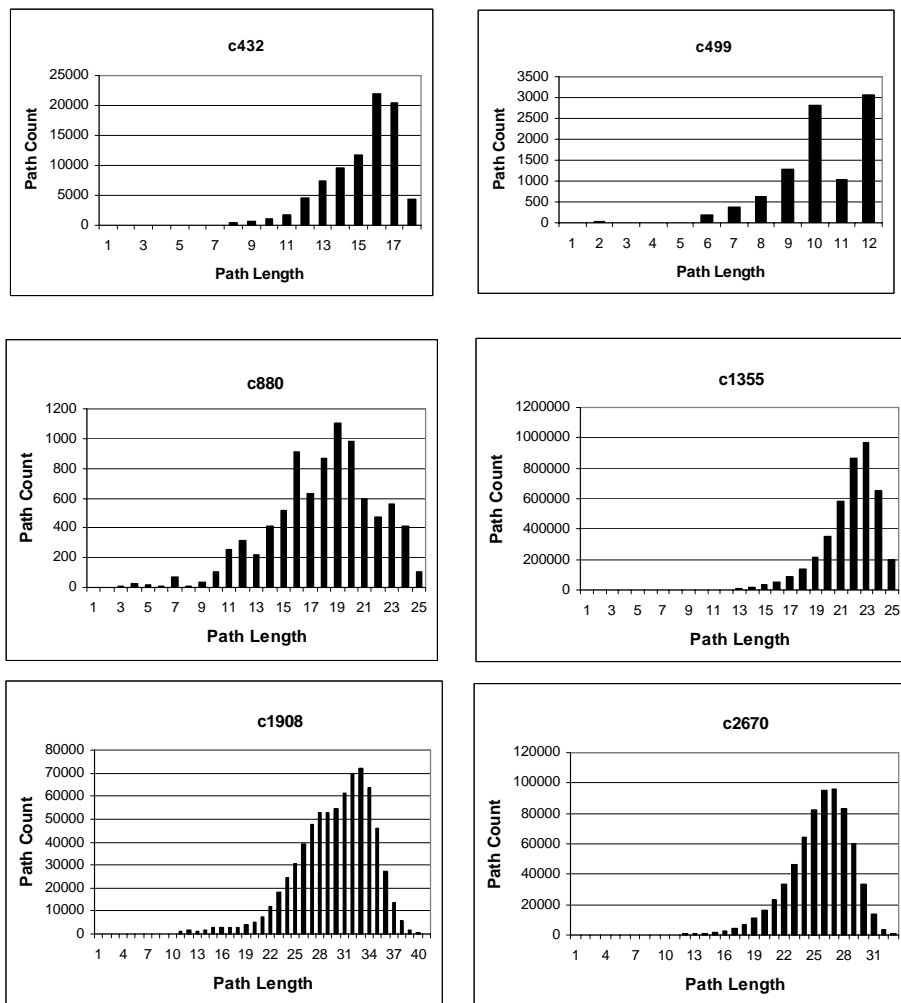 c432
25000
20000
15000
10000
5000
0
Path Count
1 3 5 7 9 11 13 15 17
Path Length
c499
3500
3000
2500
2000
1500
1000
500
0
Path Count
1 2 3 4 5 6 7 8 9 10 11 12
Path Length
c880
1200
1000
800
600
400
200
0
Path Count
1 3 5 7 9 11 13 15 17 19 21 23 25
Path Length
c1355
1200000
1000000
800000
600000
400000
200000
0
Path Count
1 3 5 7 9 11 13 15 17 19 21 23 25
Path Length
c1908
80000
70000
60000
50000
40000
30000
20000
10000
0
Path Count
1 4 7 10 13 16 19 22 25 28 31 34 37 40
Path Length
c2670
120000
100000
80000
60000
40000
20000
0
Path Count
1 4 7 10 13 16 19 22 25 28 31
Path Length